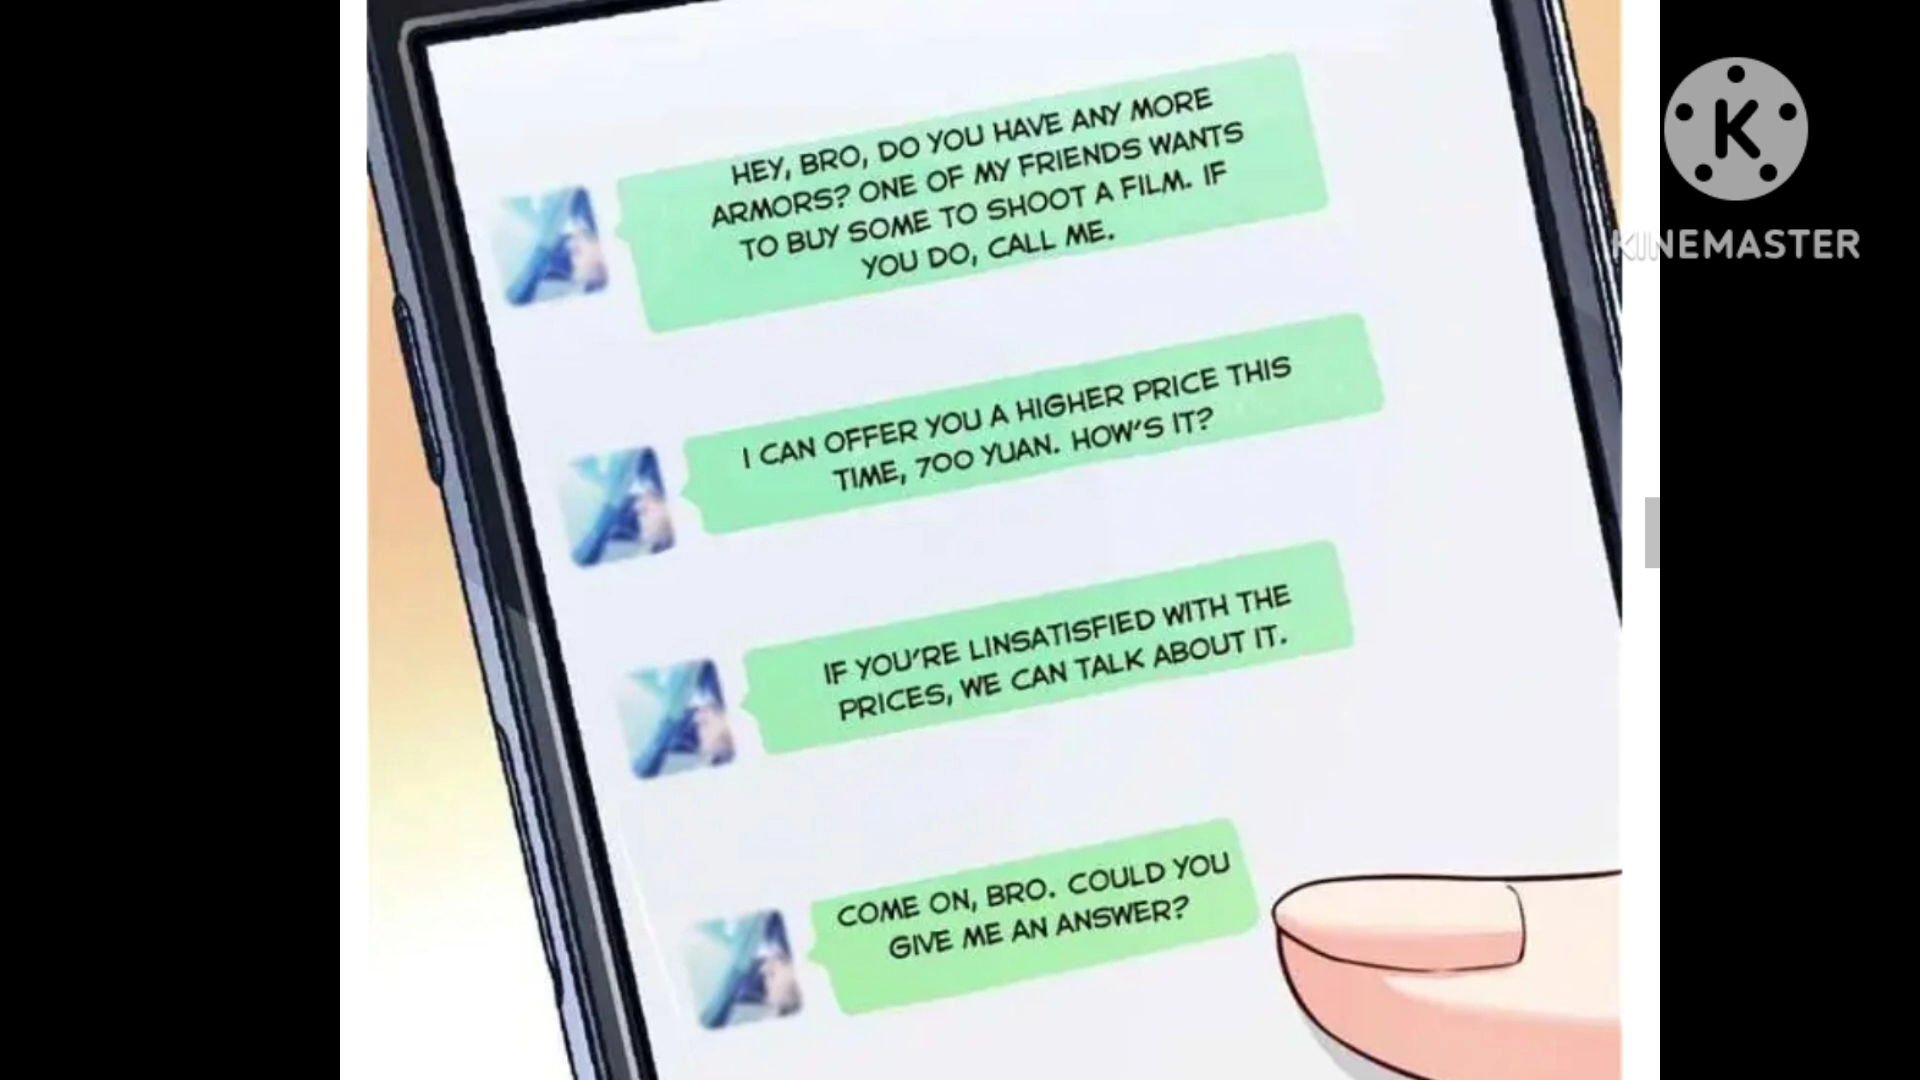 HEY, BRO, DO YOU HAVE ANY MORE
ARMORS? ONE OF MY FRIENDS WANTS
TO BUY SOME TO SHOOT A FILM. IF
YOU DO, CALL ME.
I CAN OFFER YOU A HIGHER PRICE THIS
TIME, 700 YUAN. HOW'S IT?
IF YOU'RE LINSATISFIED WITH THE
PRICES, WE CAN TALK ABOUT IT.
COME ON, BRO. COULD YOU
GIVE ME AN ANSWER?
K
KINEMASTER